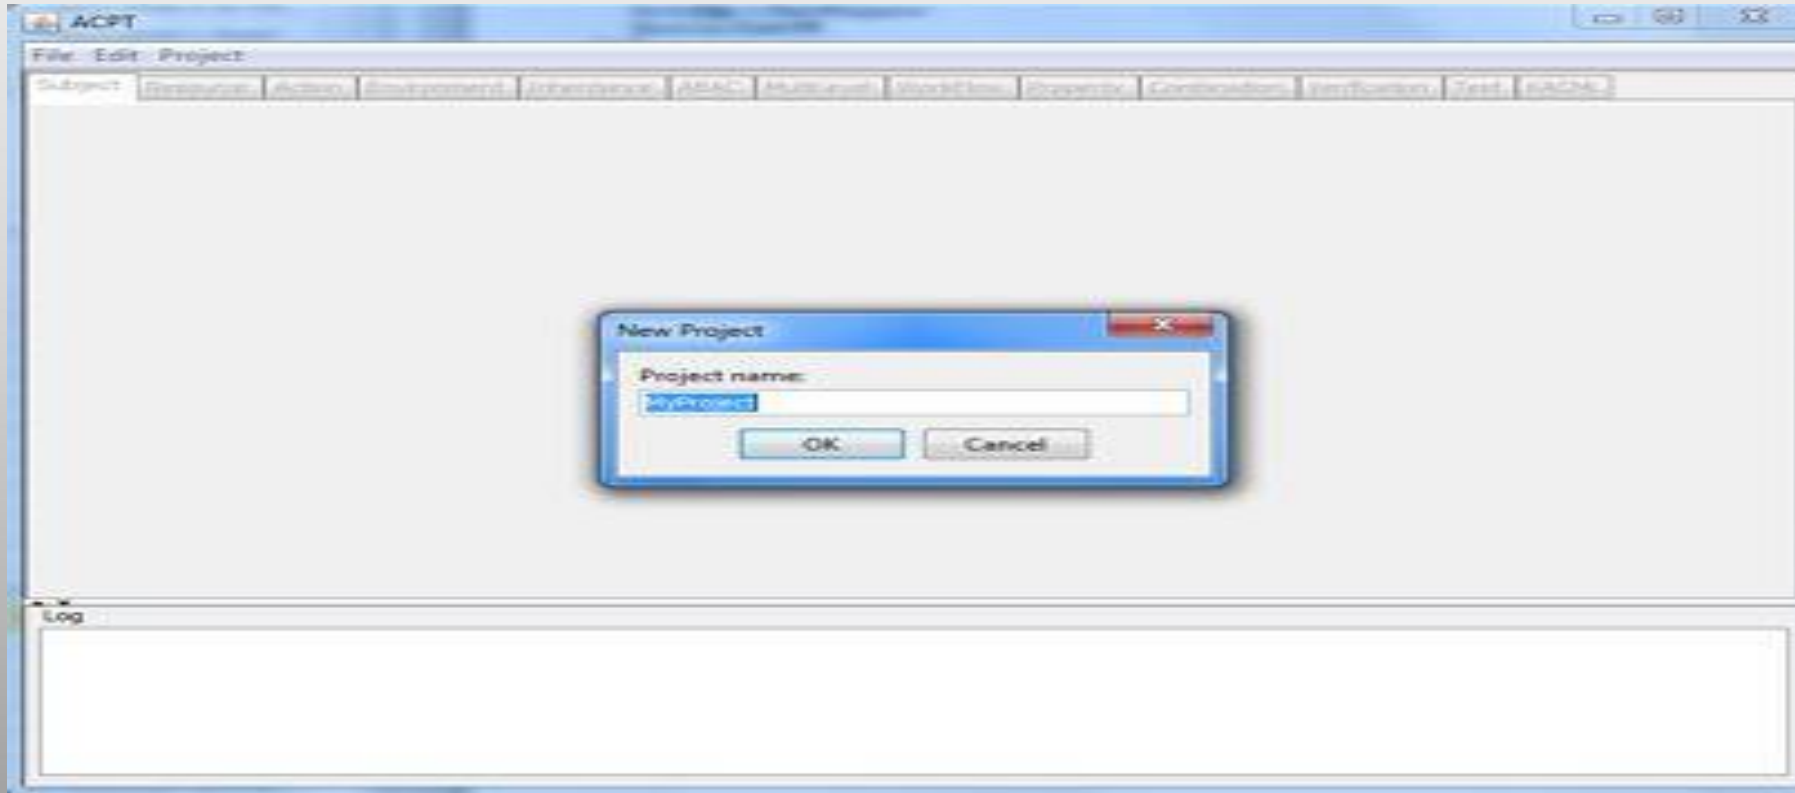 ACPT
File Edit Project
Subject Resource Action Environment Inheritance ABAC MultiLevel WorkFlow Property Combination Verification Test XACML
New Project
Project name:
MyProject
OK Cancel
Log